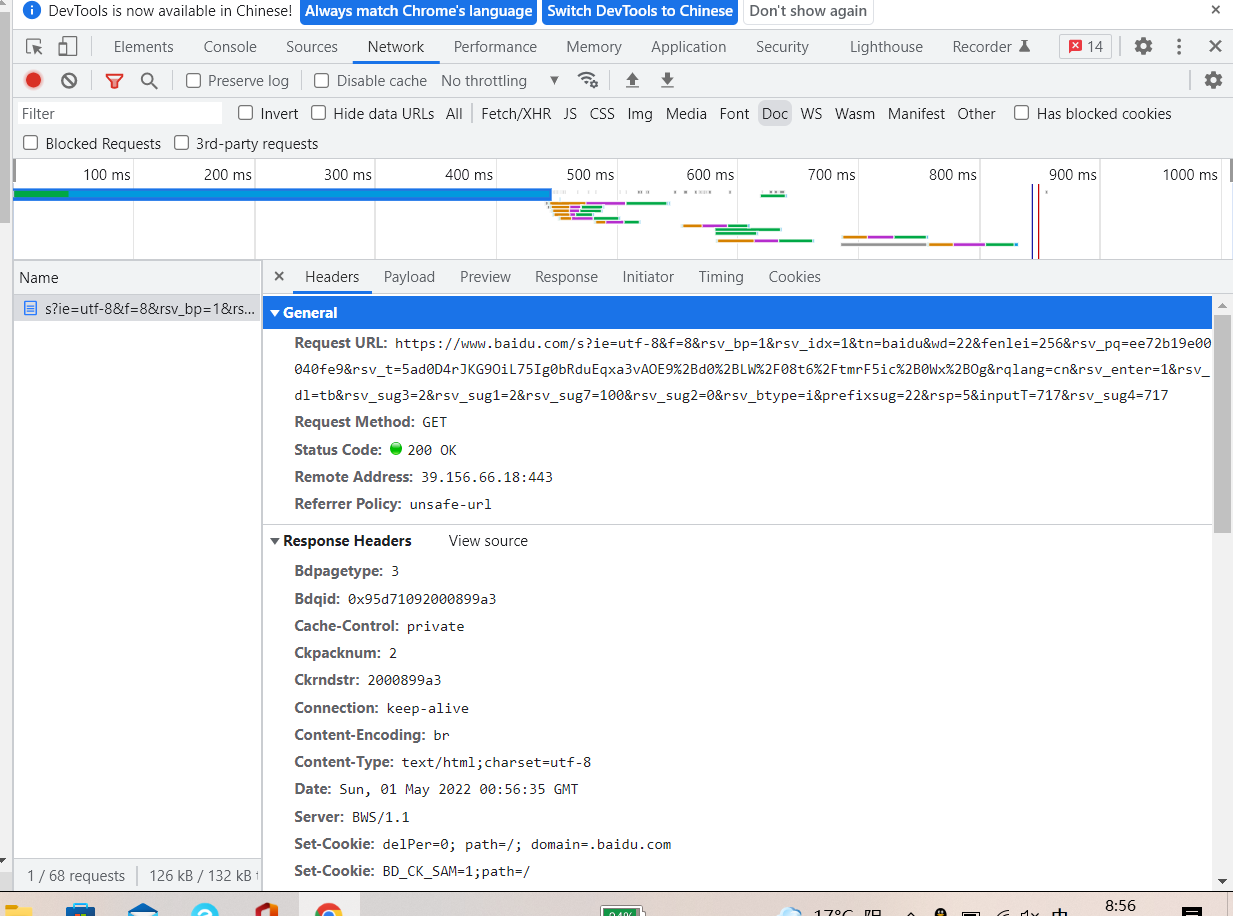 DevTools is now available in Chinese! Always match Chrome's language Switch DevTools to Chinese Don't show again
Elements Console Sources Network Performance Memory Application Security Lighthouse Recorder 14
Preserve log Disable cache No throttling
Filter Invert Hide data URLs All Fetch/XHR JS CSS Img Media Font Doc WS Wasm Manifest Other Has blocked cookies
Blocked Requests 3rd-party requests
100 ms 200 ms 300 ms 400 ms 500 ms 600 ms 700 ms 800 ms 900 ms 1000 ms
Name
s?ie=utf-8&f=8&rsv_bp=1&rs...
Headers Payload Preview Response Initiator Timing Cookies
General
Request URL: https://www.baidu.com/s?ie=utf-8&f=8&rsv_bp=1&rsv_idx=1&tn=baidu&wd=22&fenlei=256&rsv_pq=ee72b19e00
040fe9&rsv_t=5ad0D4rJKG9OiL75Ig0bRduEqxa3vAOE9%2Bd0%2BLW%2F08t6%2FtmrF5ic%2B0Wx%2BOg&rqlang=cn&rsv_enter=1&rsv_
dl=tb&rsv_sug3=2&rsv_sug1=2&rsv_sug7=100&rsv_sug2=0&rsv_btype=i&prefixsug=22&rsp=5&inputT=717&rsv_sug4=717
Request Method: GET
Status Code: 200 OK
Remote Address: 39.156.66.18:443
Referrer Policy: unsafe-url
Response Headers View source
Bdpagetype: 3
Bdqid: 0x95d71092000899a3
Cache-Control: private
Ckpacknum: 2
Ckrndstr: 2000899a3
Connection: keep-alive
Content-Encoding: br
Content-Type: text/html;charset=utf-8
Date: Sun, 01 May 2022 00:56:35 GMT
Server: BWS/1.1
Set-Cookie: delPer=0; path=/; domain=.baidu.com
Set-Cookie: BD_CK_SAM=1;path=/
1 / 68 requests 126 kB / 132 kB
8:56